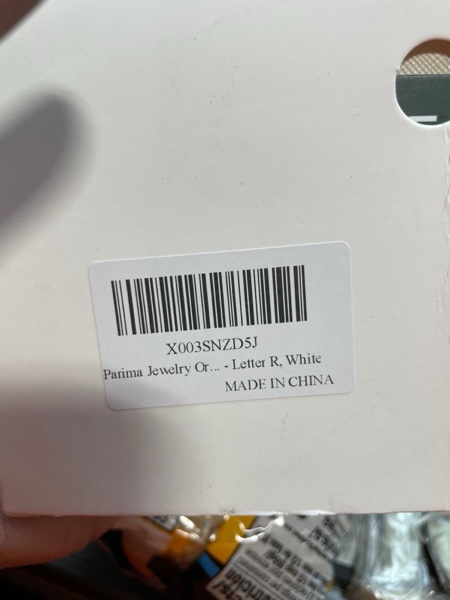 X003SNZD5J
Parima Jewelry Or... - Letter R, White
MADE IN CHINA